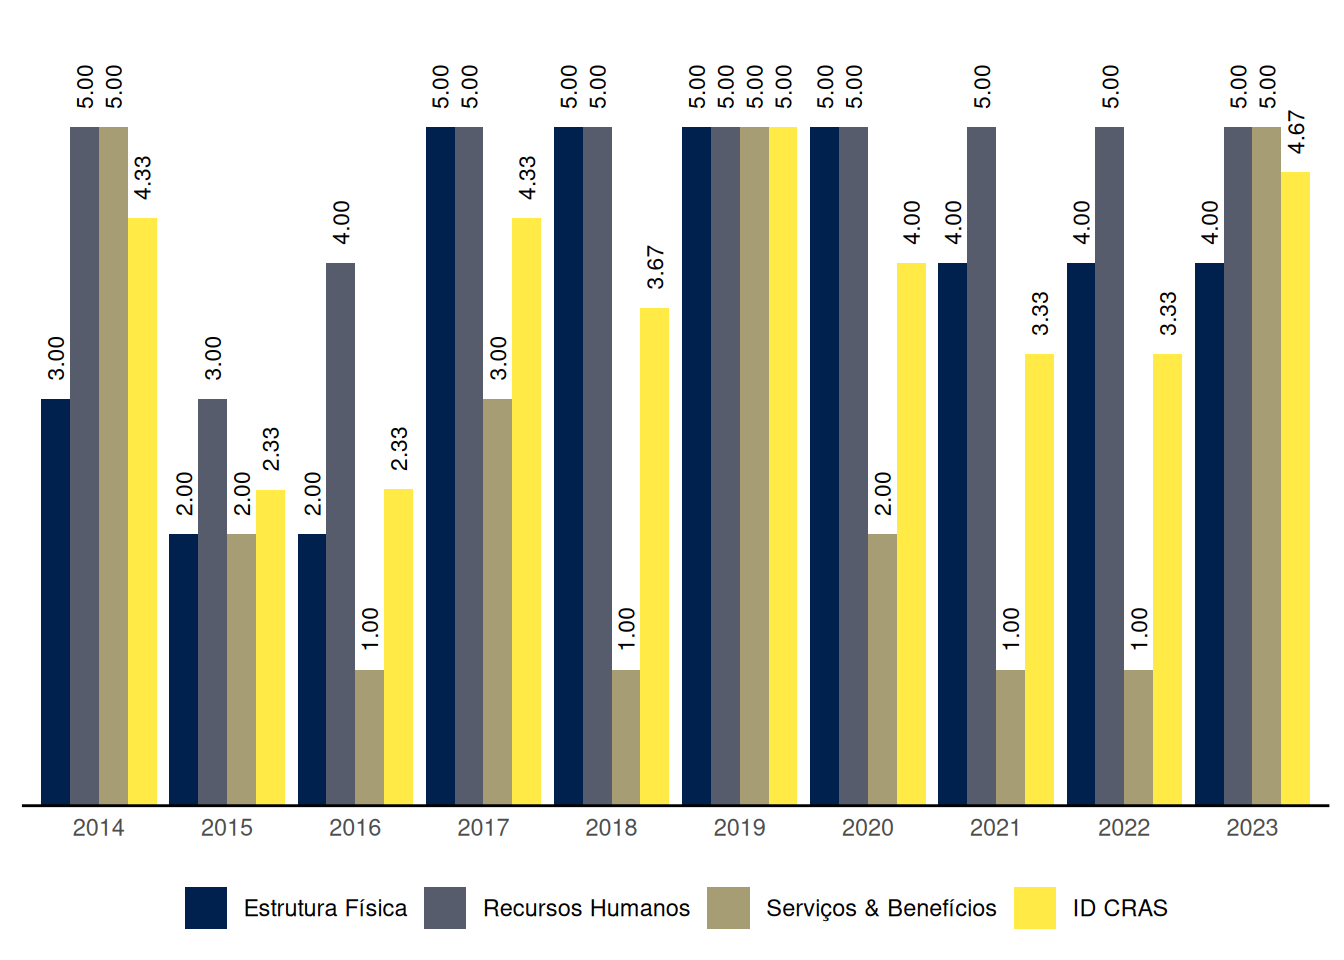 3.00 5.00 5.00 4.33
2.00 3.00 2.00 2.33
2.00 4.00 1.00 2.33
5.00 5.00 3.00 4.33
5.00 5.00 1.00 3.67
5.00 5.00 5.00 5.00
5.00 5.00 2.00 4.00
4.00 5.00 1.00 3.33
4.00 5.00 1.00 3.33
4.00 5.00 5.00 4.67
2014 2015 2016 2017 2018 2019 2020 2021 2022 2023
Estrutura Física Recursos Humanos Serviços & Benefícios ID CRAS